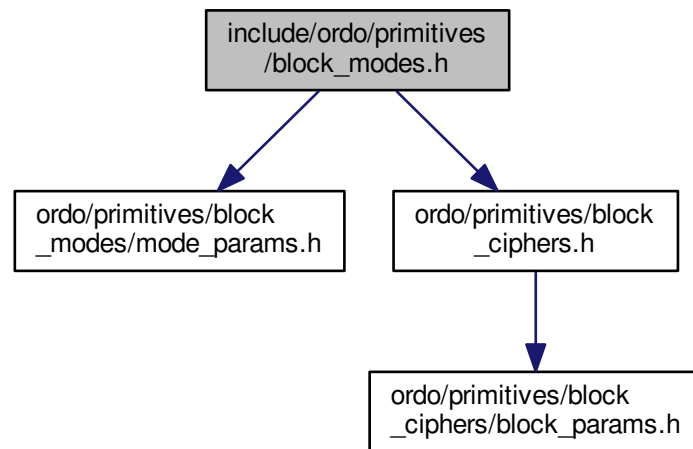 include/ordo/primitives
/block_modes.h
ordo/primitives/block
_modes/mode_params.h
ordo/primitives/block
_ciphers.h
ordo/primitives/block
_ciphers/block_params.h